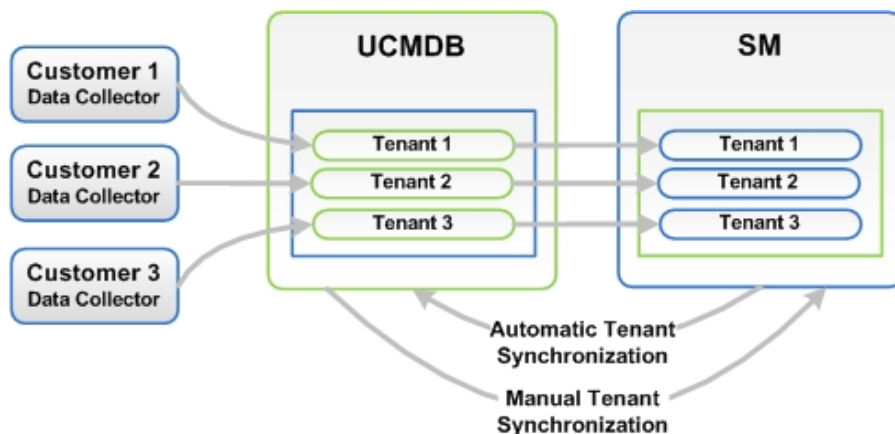 UCMDB
SM
Customer 1
Data Collector
Customer 2
Data Collector
Customer 3
Data Collector
Tenant 1
Tenant 2
Tenant 3
Tenant 1
Tenant 2
Tenant 3
Automatic Tenant
Synchronization
Manual Tenant
Synchronization